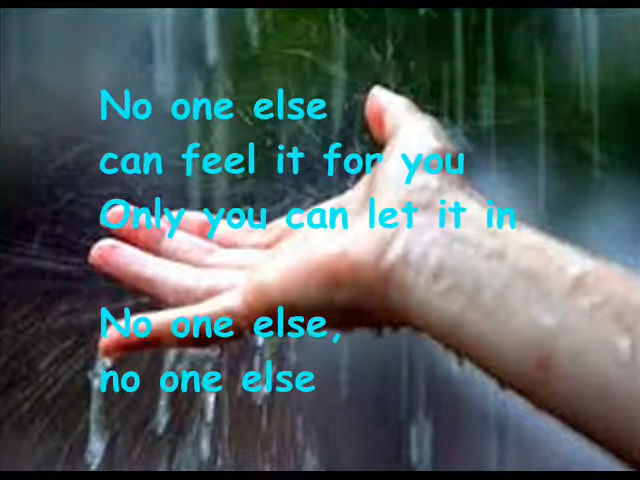 No one else
can feel it for you
Only you can let it in
No one else,
no one else